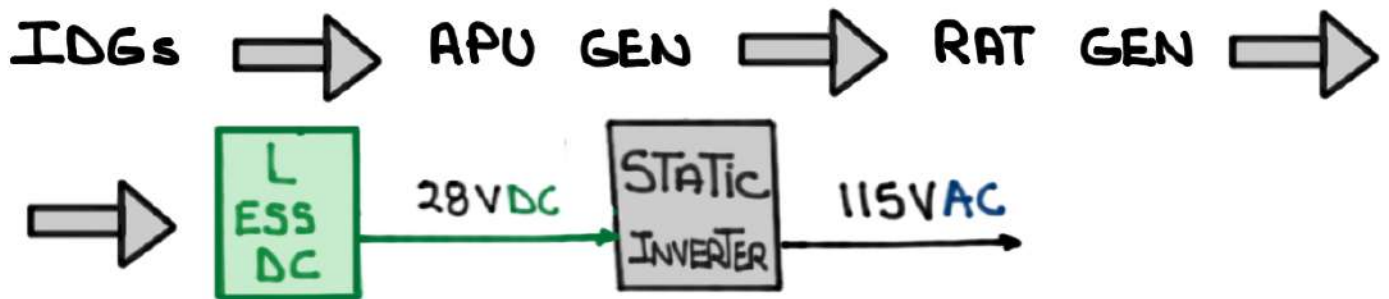 IDGs APU GEN RAT GEN
L
ESS
DC
28VDC
STATIC
INVERTER
115VAC